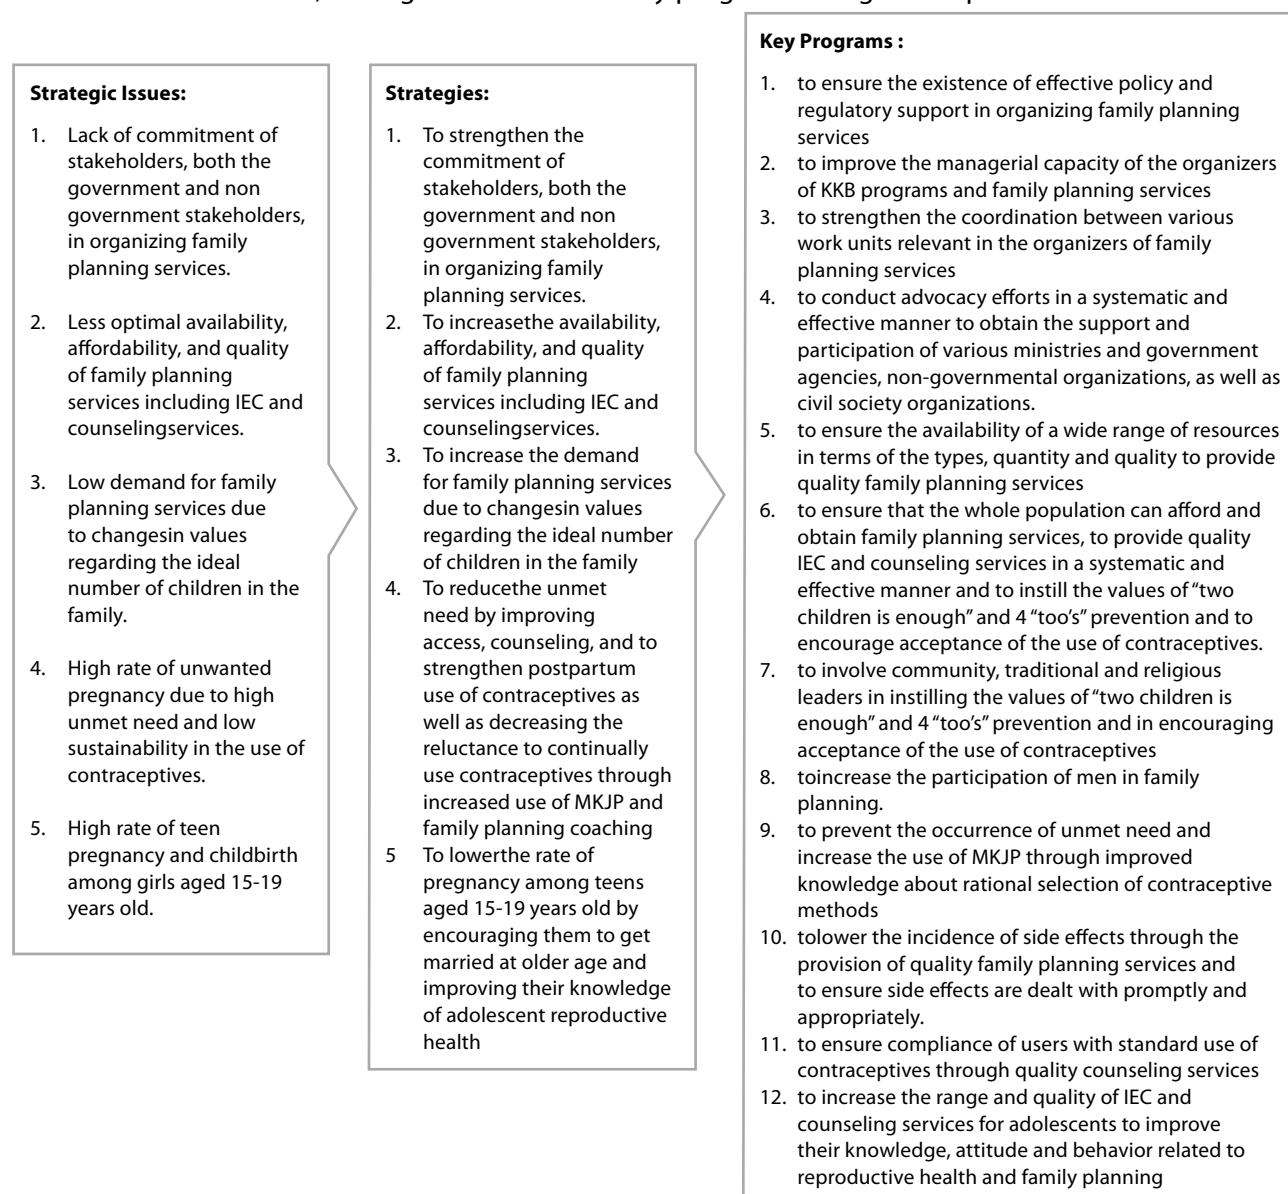 Strategic Issues:
1. Lack of commitment of
stakeholders, both the
government and non
government stakeholders,
in organizing family
planning services.
2. Less optimal availability,
affordability, and quality
of family planning
services including IEC and
counselingservices.
3. Low demand for family
planning services due
to changesin values
regarding the ideal
number of children in the
family.
4. High rate of unwanted
pregnancy due to high
unmet need and low
sustainability in the use of
contraceptives.
5. High rate of teen
pregnancy and childbirth
among girls aged 15-19
years old.
Strategies:
1. To strengthen the
commitment of
stakeholders, both the
government and non
government stakeholders,
in organizing family
planning services.
2. To increasethe availability,
affordability, and quality
of family planning
services including IEC and
counselingservices.
3. To increase the demand
for family planning services
due to changesin values
regarding the ideal number
of children in the family
4. To reducethe unmet
need by improving
access, counseling, and to
strengthen postpartum
use of contraceptives as
well as decreasing the
reluctance to continually
use contraceptives through
increased use of MKJP and
family planning coaching
5 To lowerthe rate of
pregnancy among teens
aged 15-19 years old by
encouraging them to get
married at older age and
improving their knowledge
of adolescent reproductive
health
Key Programs :
1. to ensure the existence of effective policy and
regulatory support in organizing family planning
services
2. to improve the managerial capacity of the organizers
of KKB programs and family planning services
3. to strengthen the coordination between various
work units relevant in the organizers of family
planning services
4. to conduct advocacy efforts in a systematic and
effective manner to obtain the support and
participation of various ministries and government
agencies, non-governmental organizations, as well as
civil society organizations.
5. to ensure the availability of a wide range of resources
in terms of the types, quantity and quality to provide
quality family planning services
6. to ensure that the whole population can afford and
obtain family planning services, to provide quality
IEC and counseling services in a systematic and
effective manner and to instill the values of “two
children is enough” and 4 “too’s” prevention and to
encourage acceptance of the use of contraceptives.
7. to involve community, traditional and religious
leaders in instilling the values of “two children is
enough” and 4 “too’s” prevention and in encouraging
acceptance of the use of contraceptives
8. toincrease the participation of men in family
planning.
9. to prevent the occurrence of unmet need and
increase the use of MKJP through improved
knowledge about rational selection of contraceptive
methods
10. tolower the incidence of side effects through the
provision of quality family planning services and
to ensure side effects are dealt with promptly and
appropriately.
11. to ensure compliance of users with standard use of
contraceptives through quality counseling services
12. to increase the range and quality of IEC and
counseling services for adolescents to improve
their knowledge, attitude and behavior related to
reproductive health and family planning